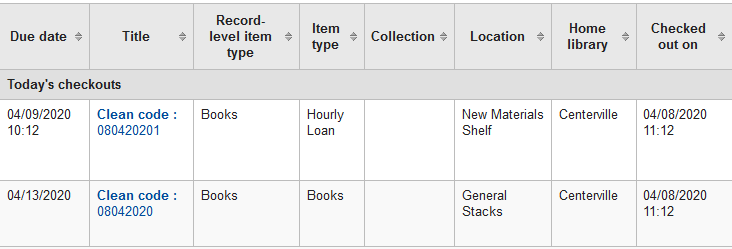 Due date Title Record-level item type Item type Collection Location Home library Checked out on
Today's checkouts
04/09/2020 10:12 Clean code : 080420201 Books Hourly Loan New Materials Shelf Centerville 04/08/2020 11:12
04/13/2020 Clean code : 08042020 Books Books General Stacks Centerville 04/08/2020 11:12